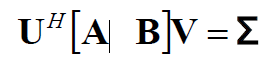 U^H[A| B]V = Σ